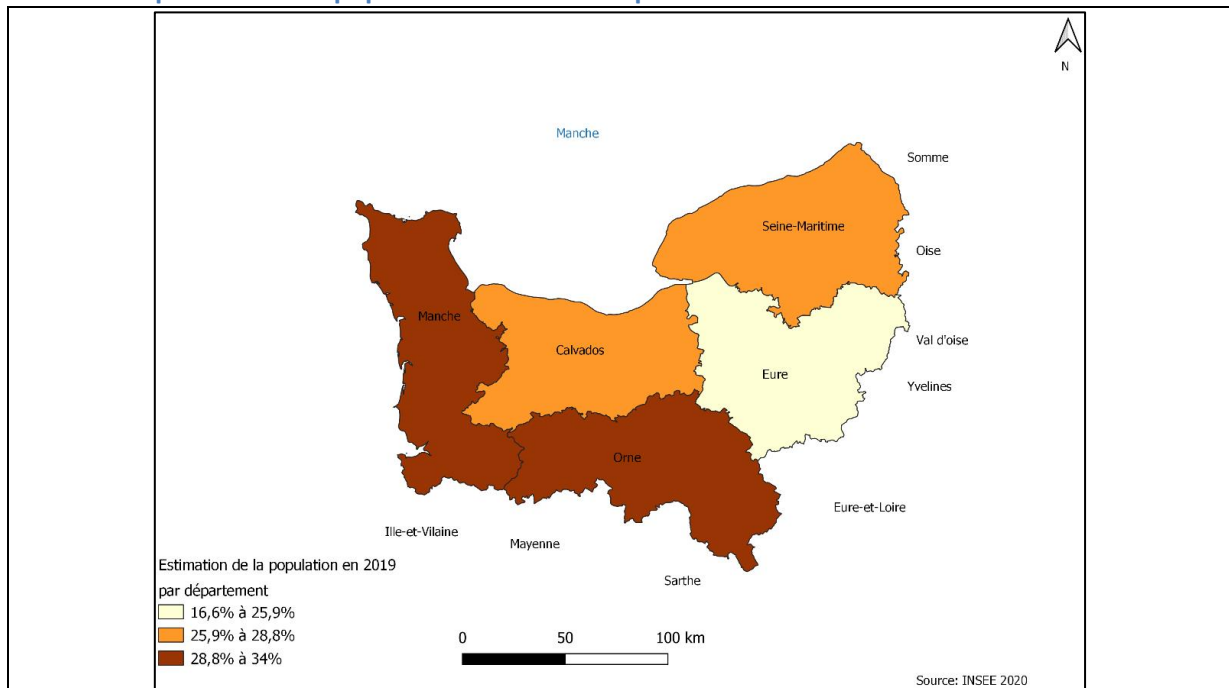 N
Manche
Somme
Seine-Maritime
Oise
Manche
Val d'oise
Calvados
Eure
Yvelines
Orne
Eure-et-Loire
Ille-et-Vilaine
Mayenne
Sarthe
Estimation de la population en 2019
par département
16,6% à 25,9%
25,9% à 28,8%
28,8% à 34%
0 50 100 km
Source: INSEE 2020